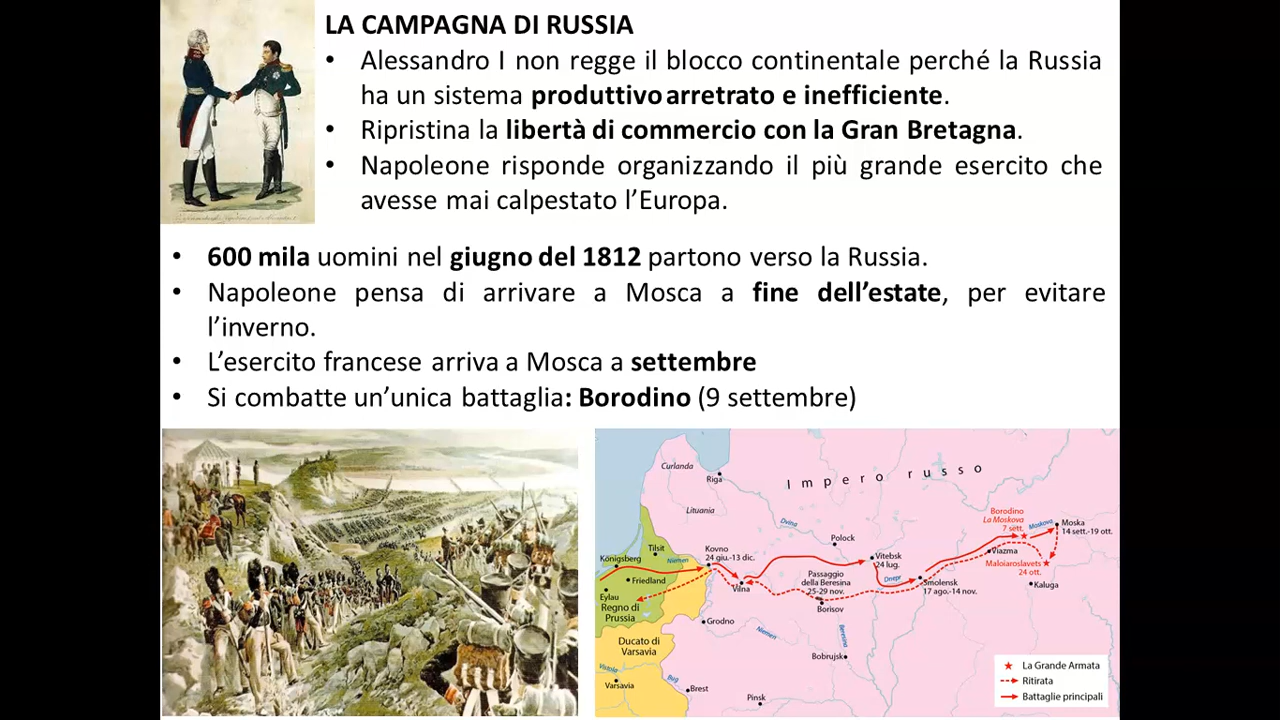 LA CAMPAGNA DI RUSSIA
• Alessandro I non regge il blocco continentale perché la Russia
ha un sistema produttivo arretrato e inefficiente.
• Ripristina la libertà di commercio con la Gran Bretagna.
• Napoleone risponde organizzando il più grande esercito che
avesse mai calpestato l’Europa.
• 600 mila uomini nel giugno del 1812 partono verso la Russia.
• Napoleone pensa di arrivare a Mosca a fine dell’estate, per evitare
l’inverno.
• L’esercito francese arriva a Mosca a settembre
• Si combatte un’unica battaglia: Borodino (9 settembre)
Curlanda
Riga
Impero russo
Lituania
Dvina
Borodino
La Moskova
7 sett.
Moskova
Moska
14 sett.-19 ott.
Polock
Tilsit
Kovno
24 giu.-13 dic.
Königsberg
Niemen
Vitebsk
24 lug.
Viazma
Maloiaroslavets
24 ott.
Friedland
Vilna
Passaggio
della Beresina
25-29 nov.
Dnepr
Smolensk
17 ago.-14 nov.
Kaluga
Eylau
Regno di
Prussia
Borisov
Grodno
Niemen
Beresina
Ducato di
Varsavia
Bobrujsk
Vistola
Varsavia
Bug
Brest
Pinsk
La Grande Armata
Ritirata
Battaglie principali